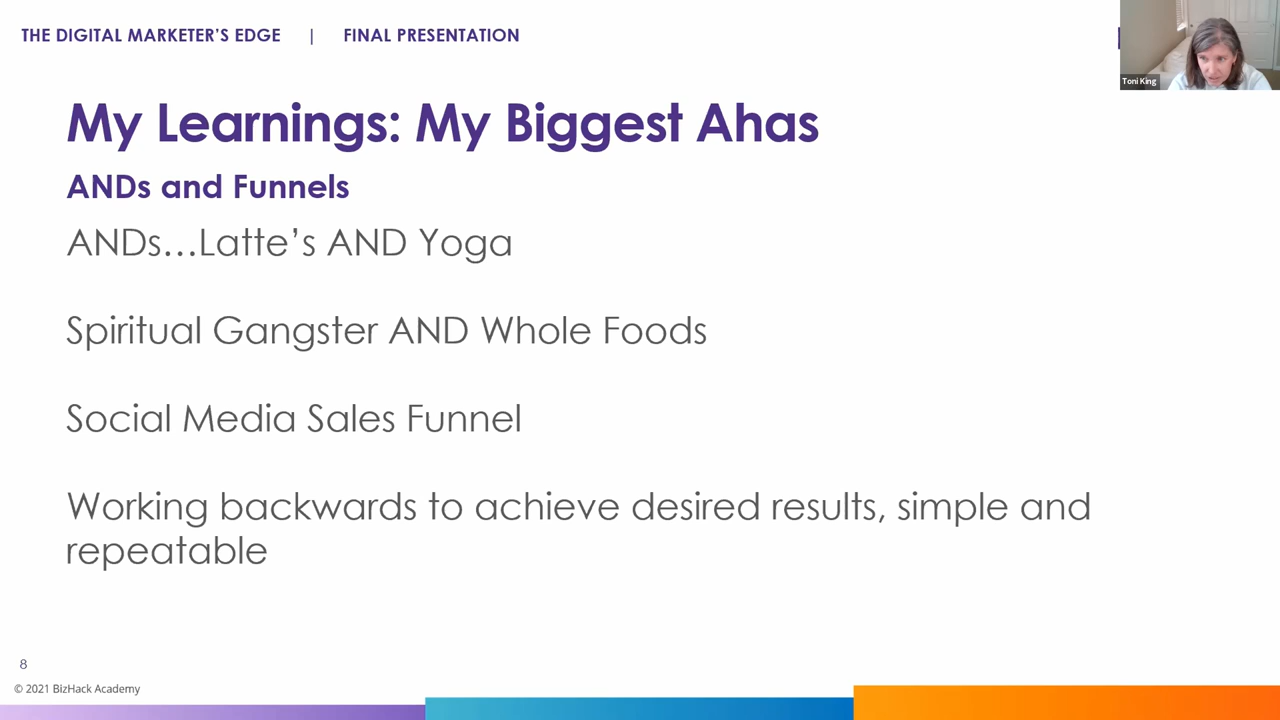 THE DIGITAL MARKETER'S EDGE | FINAL PRESENTATION
Toni King
My Learnings: My Biggest Ahas
ANDs and Funnels
ANDs...Latte's AND Yoga
Spiritual Gangster AND Whole Foods
Social Media Sales Funnel
Working backwards to achieve desired results, simple and
repeatable
8
© 2021 BizHack Academy